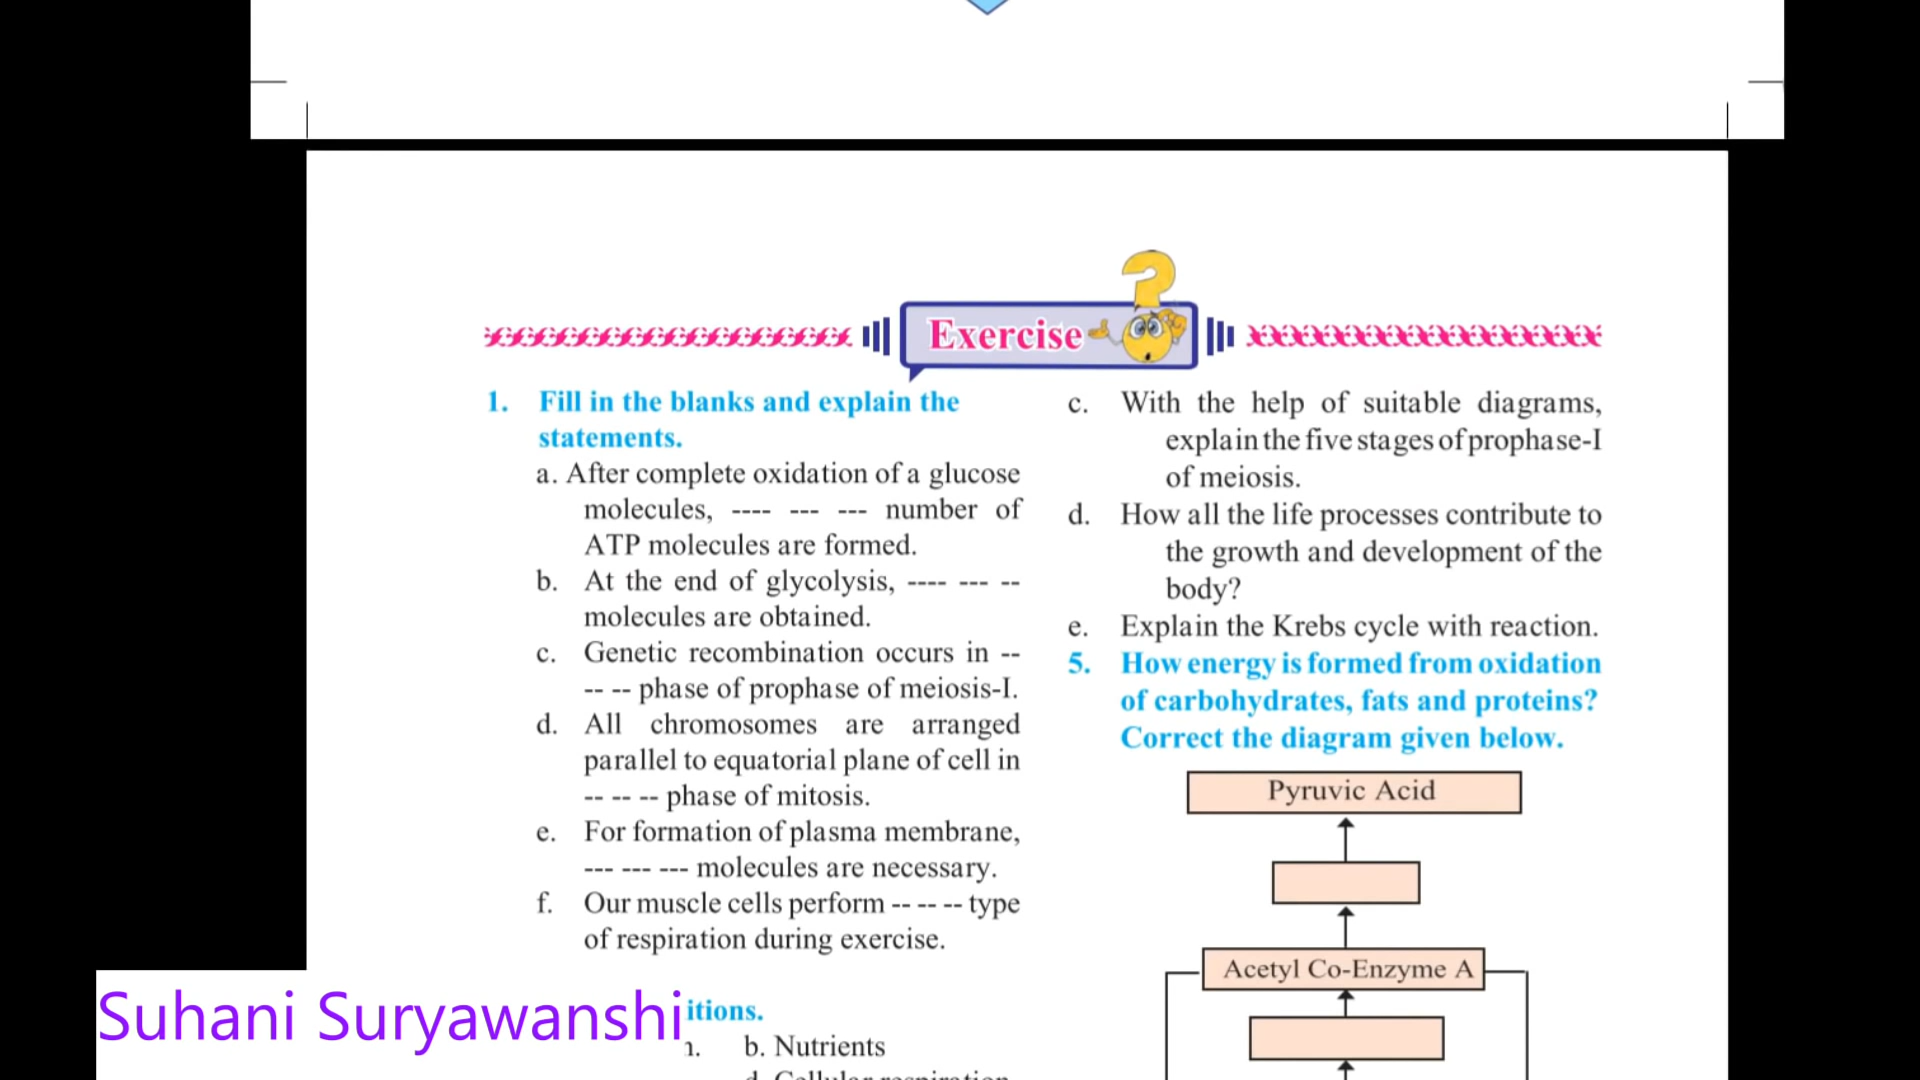 Exercise
1. Fill in the blanks and explain the
statements.
a. After complete oxidation of a glucose
molecules, ---- --- --- number of
ATP molecules are formed.
b. At the end of glycolysis, ---- --- --
molecules are obtained.
c. Genetic recombination occurs in --
-- -- phase of prophase of meiosis-I.
d. All chromosomes are arranged
parallel to equatorial plane of cell in
-- -- -- phase of mitosis.
e. For formation of plasma membrane,
--- --- --- molecules are necessary.
f. Our muscle cells perform -- -- -- type
of respiration during exercise.
itions.
b. Nutrients
d. Cellular respiration
c. With the help of suitable diagrams,
explain the five stages of prophase-I
of meiosis.
d. How all the life processes contribute to
the growth and development of the
body?
e. Explain the Krebs cycle with reaction.
5. How energy is formed from oxidation
of carbohydrates, fats and proteins?
Correct the diagram given below.
Pyruvic Acid
Acetyl Co-Enzyme A
Suhani Suryawanshi